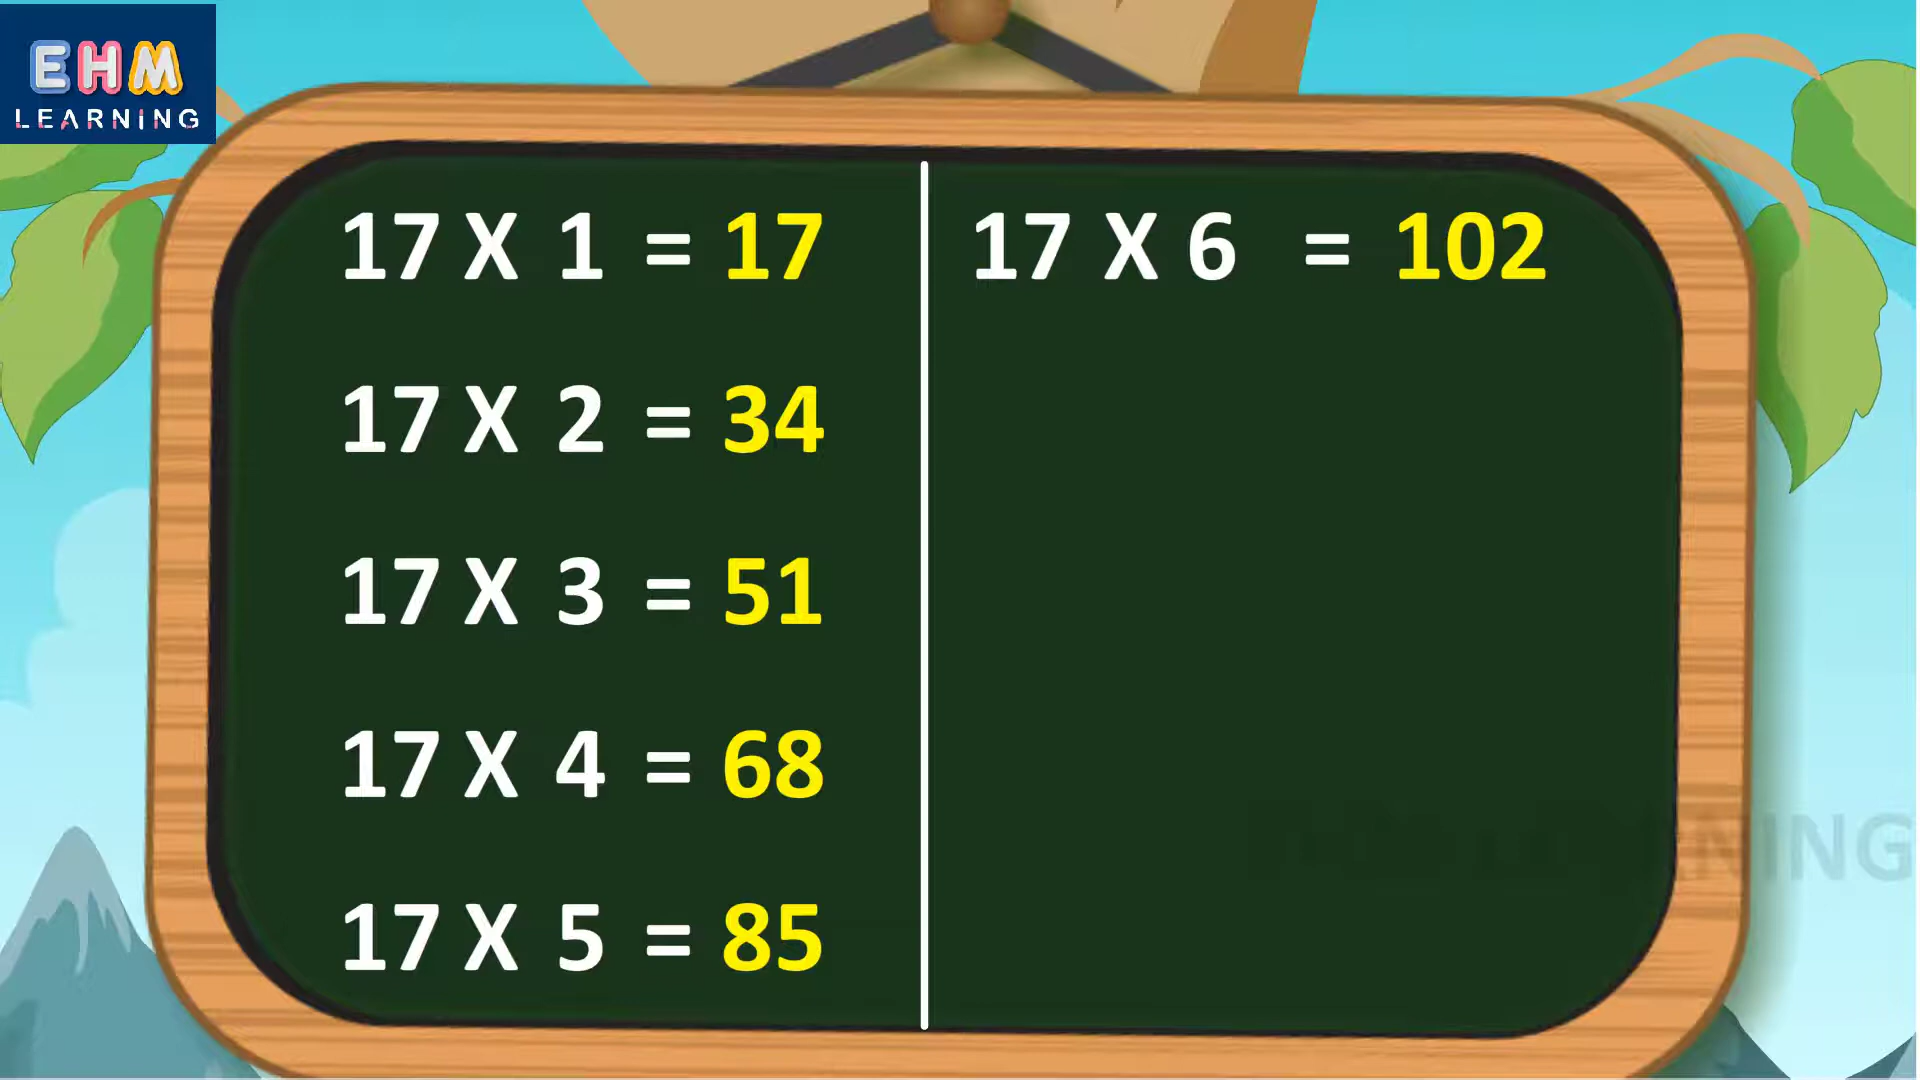 EHM
LEARNING
17 X 1 = 17
17 X 2 = 34
17 X 3 = 51
17 X 4 = 68
17 X 5 = 85
17 X 6 = 102